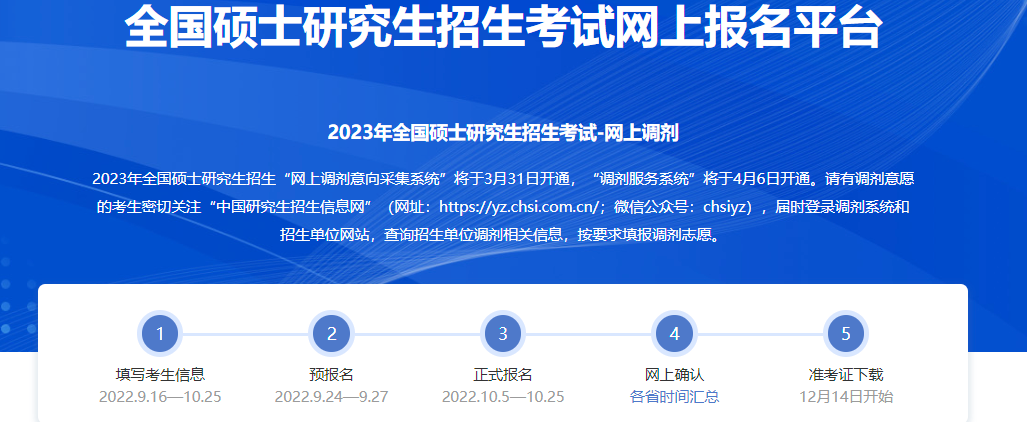 全国硕士研究生招生考试网上报名平台
2023年全国硕士研究生招生考试-网上调剂
2023年全国硕士研究生招生“网上调剂意向采集系统”将于3月31日开通，“调剂服务系统”将于4月6日开通。请有调剂意愿
的考生密切关注“中国研究生招生信息网”（网址：https://yz.chsi.com.cn/；微信公众号：chsiyz），届时登录调剂系统和
招生单位网站，查询招生单位调剂相关信息，按要求填报调剂志愿。
1 2 3 4 5
填写考生信息 预报名 正式报名 网上确认 准考证下载
2022.9.16—10.25 2022.9.24—9.27 2022.10.5—10.25 各省时间汇总 12月14日开始